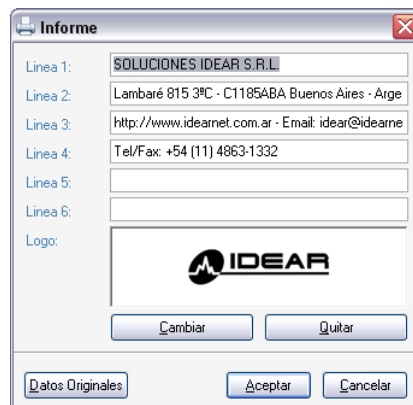 Informe
Linea 1: SOLUCIONES IDEAR S.R.L.
Linea 2: Lambaré 815 3ºC - C1185ABA Buenos Aires - Arge
Linea 3: http://www.idearnet.com.ar - Email: idear@idearne
Linea 4: Tel/Fax: +54 (11) 4863-1332
Linea 5:
Linea 6:
Logo: IDEAR
Cambiar Quitar
Datos Originales Aceptar Cancelar